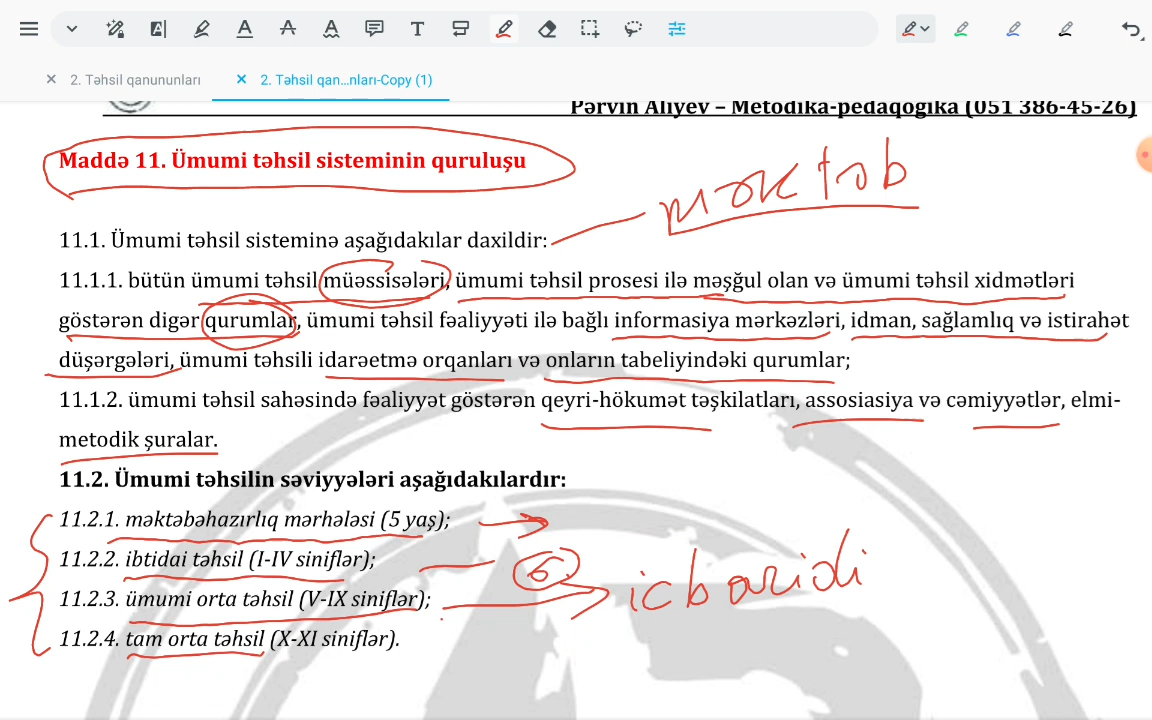 2. Təhsil qanununları
2. Təhsil qan...nları-Copy (1)
Pərvin Alıyev – Metodika-pedaqogika (051 386-45-26)
Maddə 11. Ümumi təhsil sisteminin quruluşu
məktəb
11.1. Ümumi təhsil sisteminə aşağıdakılar daxildir:
11.1.1. bütün ümumi təhsil müəssisələri, ümumi təhsil prosesi ilə məşğul olan və ümumi təhsil xidmətləri
göstərən digər qurumlar, ümumi təhsil fəaliyyəti ilə bağlı informasiya mərkəzləri, idman, sağlamlıq və istirahət
düşərgələri, ümumi təhsili idarəetmə orqanları və onların tabeliyindəki qurumlar;
11.1.2. ümumi təhsil sahəsində fəaliyyət göstərən qeyri-hökumət təşkilatları, assosiasiya və cəmiyyətlər, elmi-
metodik şuralar.
11.2. Ümumi təhsilin səviyyələri aşağıdakılardır:
11.2.1. məktəbəhazırlıq mərhələsi (5 yaş);
11.2.2. ibtidai təhsil (I-IV siniflər);
6
icbaridi
11.2.3. ümumi orta təhsil (V-IX siniflər);
11.2.4. tam orta təhsil (X-XI siniflər).